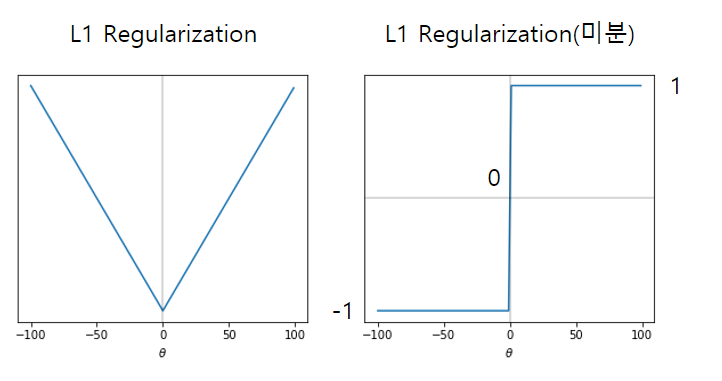 L1 Regularization
−100 −50 0 50 100
θ
L1 Regularization(미분)
1
0
-1
−100 −50 0 50 100
θ